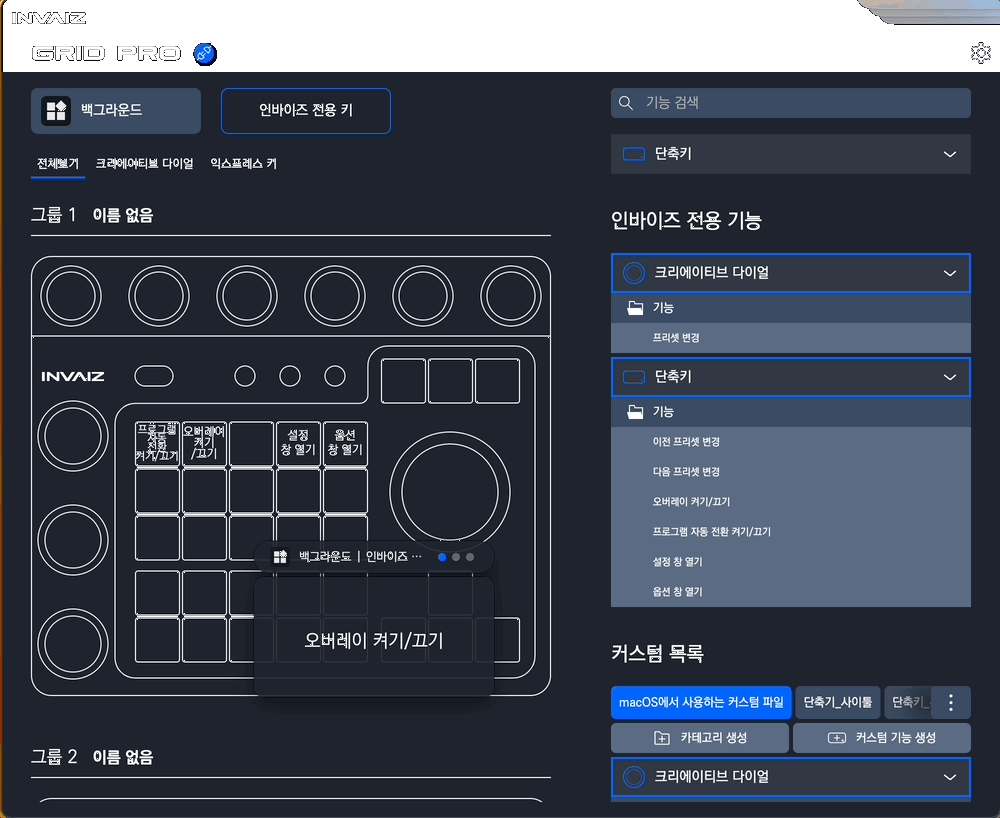 INVAIZ
GRID PRO
백그라운드
인바이즈 전용 키
전체보기
크리에이티브 다이얼
익스프레스 키
그룹 1
이름 없음
INVAIZ
프로그램
자동
전환
켜기/끄기
오버레이
켜기
/끄기
설정
창 열기
옵션
창 열기
백그라운드 | 인바이즈 ···
오버레이 켜기/끄기
그룹 2
이름 없음
기능 검색
단축키
인바이즈 전용 기능
크리에이티브 다이얼
기능
프리셋 변경
단축키
기능
이전 프리셋 변경
다음 프리셋 변경
오버레이 켜기/끄기
프로그램 자동 전환 켜기/끄기
설정 창 열기
옵션 창 열기
커스텀 목록
macOS에서 사용하는 커스텀 파일
단축기_사이툴
단축키_
카테고리 생성
커스텀 기능 생성
크리에이티브 다이얼